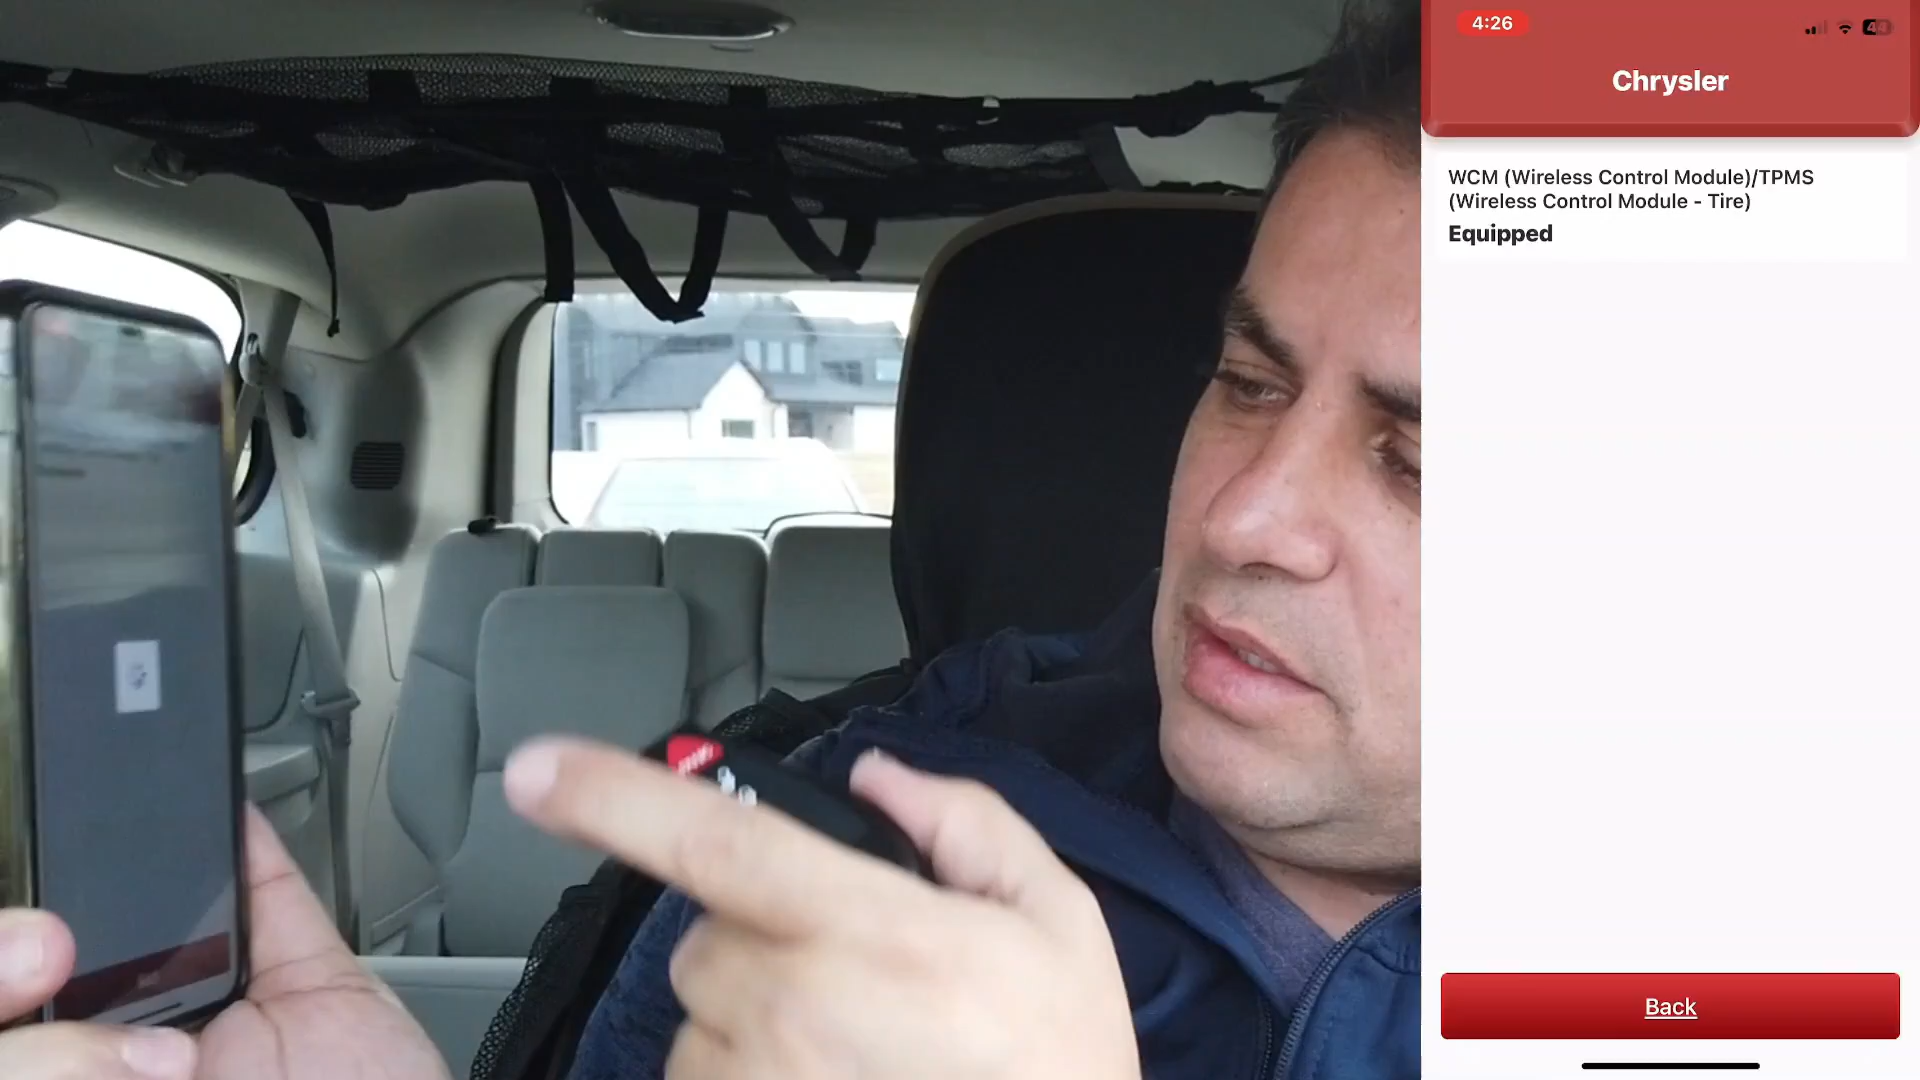 4:26
Chrysler
WCM (Wireless Control Module)/TPMS
(Wireless Control Module - Tire)
Equipped
Back